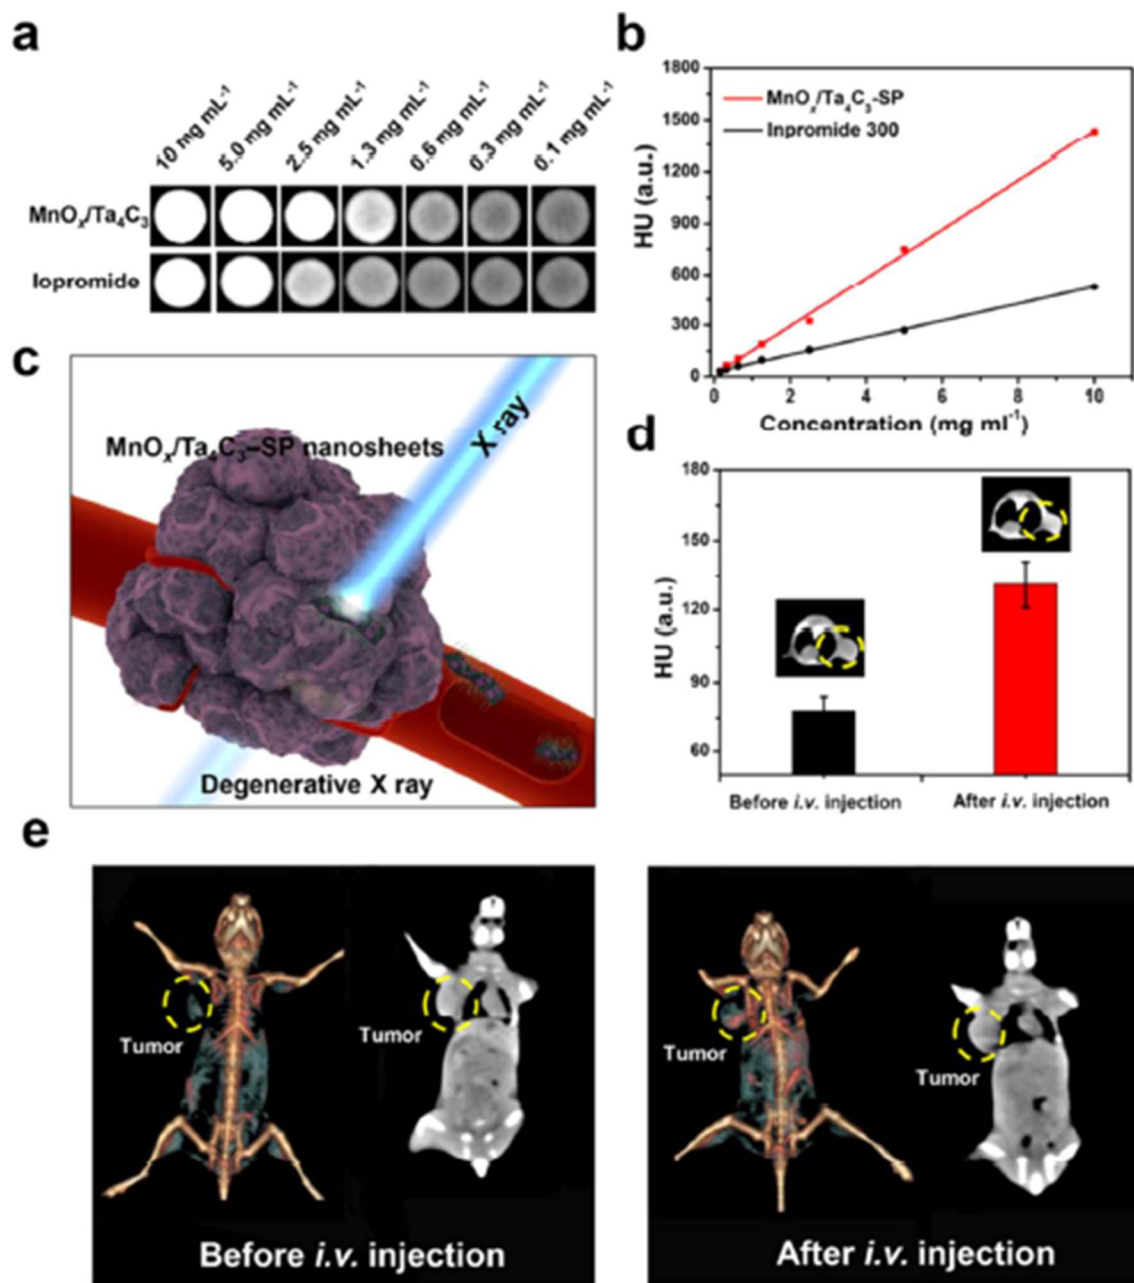 a
10 mg mL-1
5.0 mg mL-1
2.5 mg mL-1
1.3 mg mL-1
0.6 mg mL-1
0.3 mg mL-1
0.1 mg mL-1
MnOx/Ta4C3
Iopromide
b
1800
1500
1200
900
600
300
0
HU (a.u.)
MnOx/Ta4C3-SP
Inpromide 300
0 2 4 6 8 10
Concentration (mg ml-1)
c
MnOx/Ta4C3-SP nanosheets
X ray
Degenerative X ray
d
180
150
120
90
60
HU (a.u.)
Before i.v. injection
After i.v. injection
e
Tumor
Tumor
Before i.v. injection
Tumor
Tumor
After i.v. injection